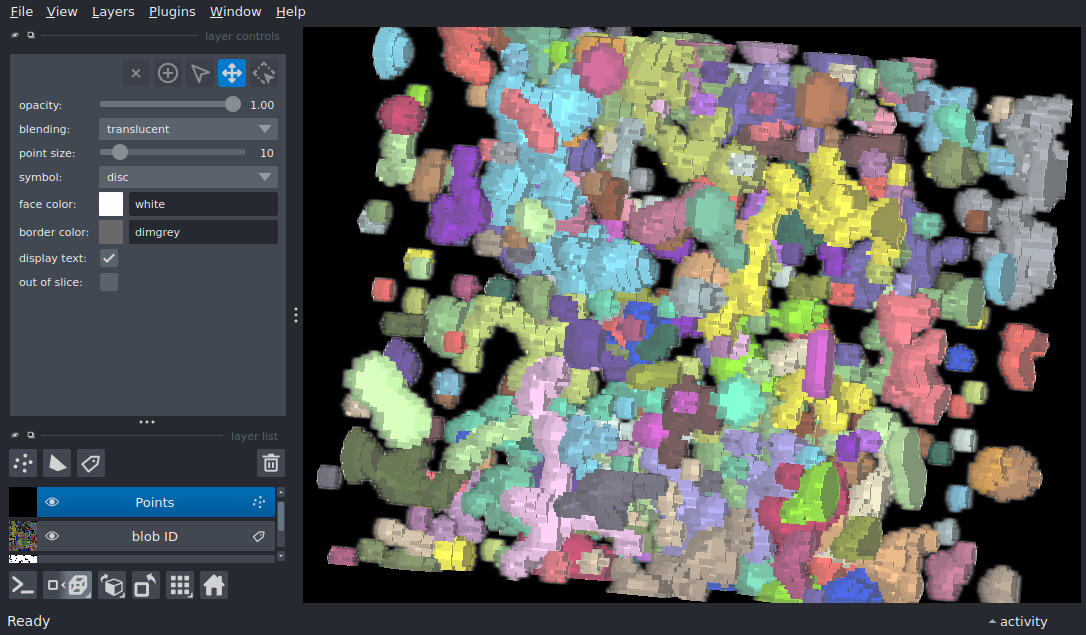 File View Layers Plugins Window Help
layer controls
opacity: 1.00
blending: translucent
point size: 10
symbol: disc
face color: white
border color: dimgrey
display text:
out of slice:
layer list
Points
blob ID
Ready
activity